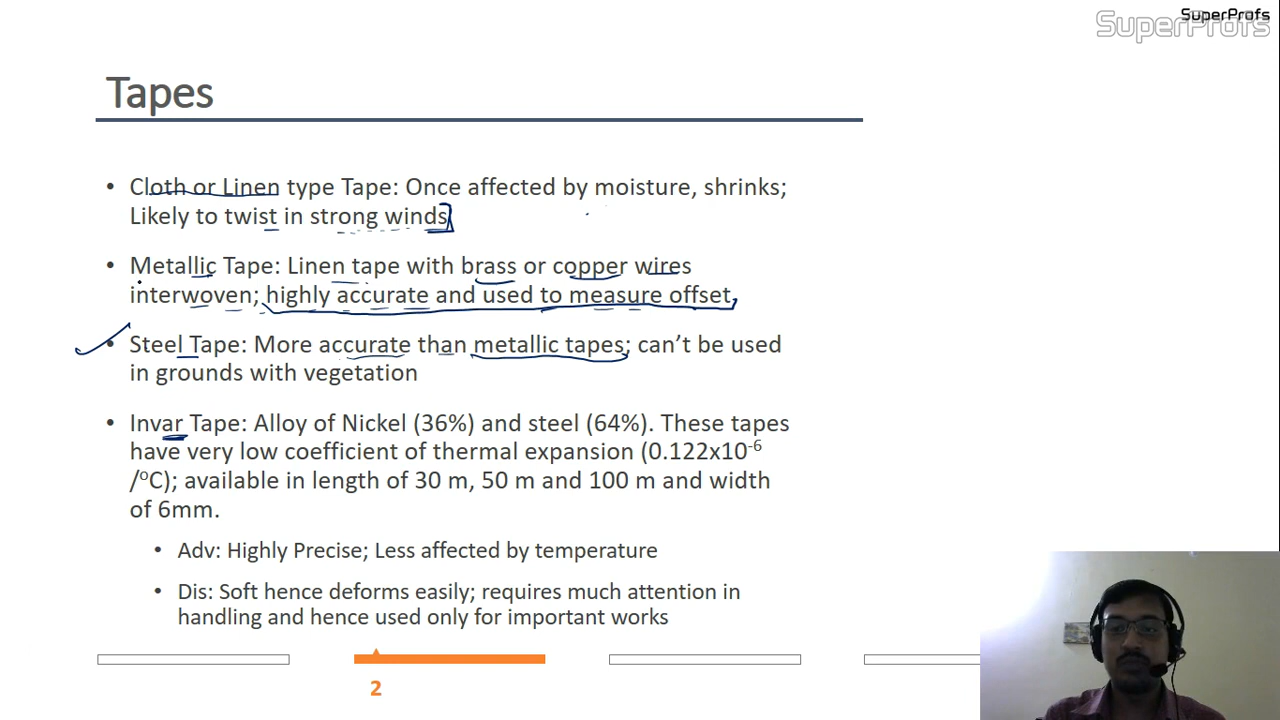 SuperProfs
SuperProfs
Tapes
• Cloth or Linen type Tape: Once affected by moisture, shrinks;
Likely to twist in strong winds
• Metallic Tape: Linen tape with brass or copper wires
interwoven; highly accurate and used to measure offset
• Steel Tape: More accurate than metallic tapes; can't be used
in grounds with vegetation
• Invar Tape: Alloy of Nickel (36%) and steel (64%). These tapes
have very low coefficient of thermal expansion (0.122x10⁻⁶
/⁰C); available in length of 30 m, 50 m and 100 m and width
of 6mm.
• Adv: Highly Precise; Less affected by temperature
• Dis: Soft hence deforms easily; requires much attention in
handling and hence used only for important works
2